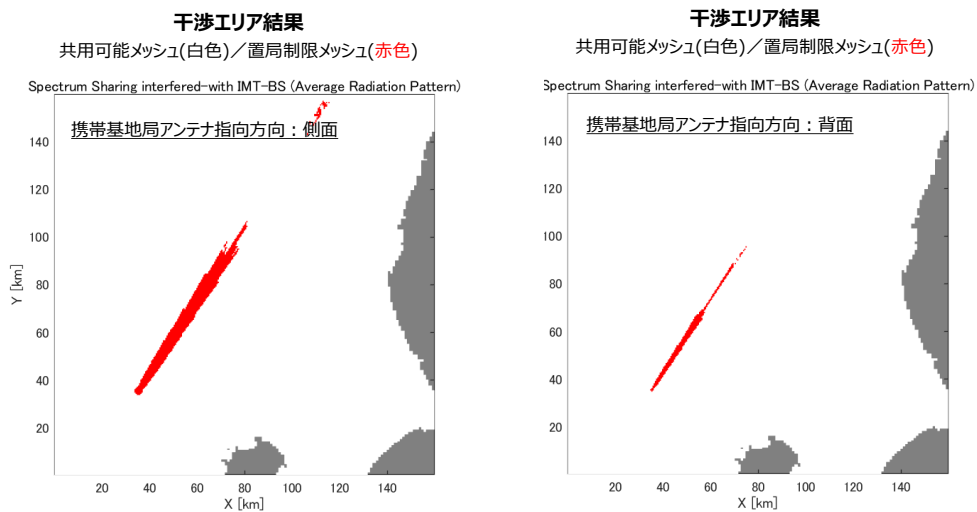 干渉エリア結果
共用可能メッシュ(白色)／置局制限メッシュ(赤色)
Spectrum Sharing interfered-with IMT-BS (Average Radiation Pattern)
携帯基地局アンテナ指向方向：側面
140
120
100
80
60
40
20
Y [km]
20 40 60 80 100 120 140
X [km]
干渉エリア結果
共用可能メッシュ(白色)／置局制限メッシュ(赤色)
Spectrum Sharing interfered-with IMT-BS (Average Radiation Pattern)
携帯基地局アンテナ指向方向：背面
140
120
100
80
60
40
20
20 40 60 80 100 120 140
X [km]